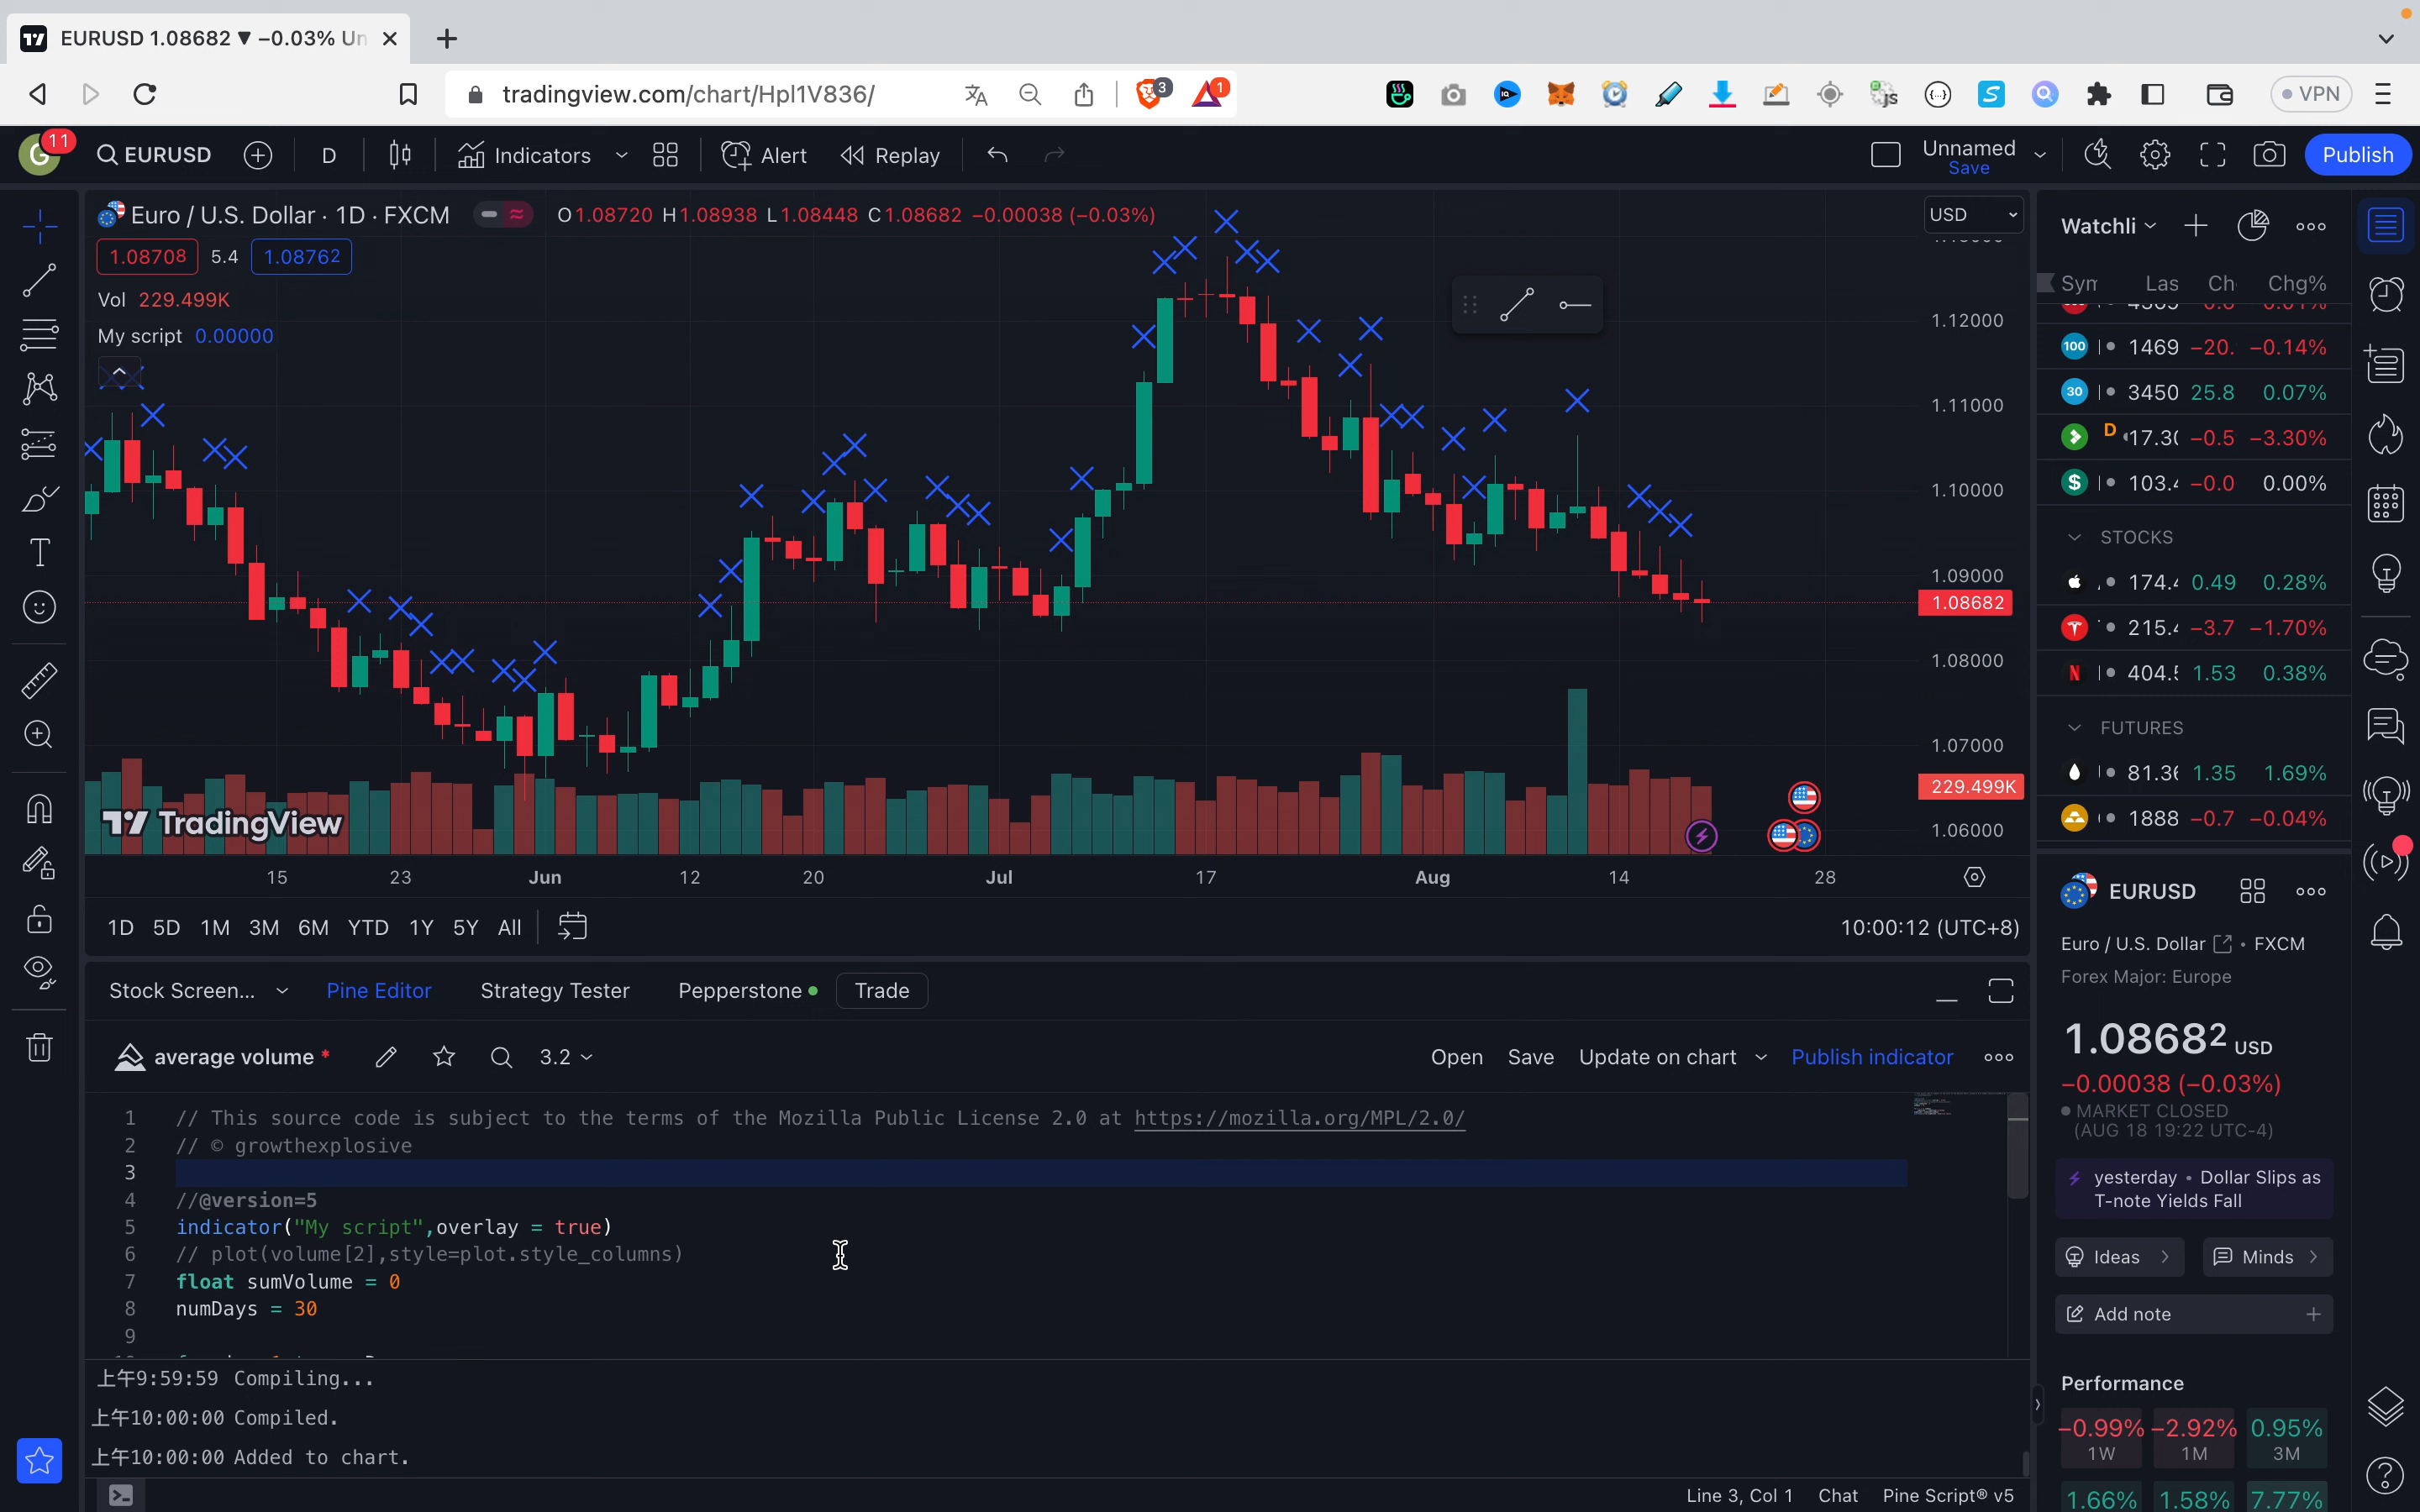 EURUSD 1.08682 ▼ −0.03% Un
tradingview.com/chart/Hpl1V836/
3
1
VPN
G
11
EURUSD
D
Indicators
Alert
Replay
Unnamed
Save
Publish
Euro / U.S. Dollar · 1D · FXCM
O1.08720 H1.08938 L1.08448 C1.08682 −0.00038 (−0.03%)
1.08708
5.4
1.08762
Vol 229.499K
My script 0.00000
USD
1.12000
1.11000
1.10000
1.09000
1.08682
1.08000
1.07000
229.499K
1.06000
TradingView
15 23 Jun 12 20 Jul 17 Aug 14 28
1D 5D 1M 3M 6M YTD 1Y 5Y All
10:00:12 (UTC+8)
Stock Screen...
Pine Editor
Strategy Tester
Pepperstone
Trade
average volume *
3.2
Open
Save
Update on chart
Publish indicator
1 // This source code is subject to the terms of the Mozilla Public License 2.0 at https://mozilla.org/MPL/2.0/
2 // © growthexplosive
3
4 //@version=5
5 indicator("My script",overlay = true)
6 // plot(volume[2],style=plot.style_columns)
7 float sumVolume = 0
8 numDays = 30
9
上午9:59:59 Compiling...
上午10:00:00 Compiled.
上午10:00:00 Added to chart.
Line 3, Col 1
Chat
Pine Script® v5
Watchli
Sym Las Ch Chg%
100 1469 −20. −0.14%
30 3450 25.8 0.07%
D 17.30 −0.5 −3.30%
$ 103.4 −0.0 0.00%
STOCKS
174.4 0.49 0.28%
215.4 −3.7 −1.70%
N 404.5 1.53 0.38%
FUTURES
81.36 1.35 1.69%
1888 −0.7 −0.04%
EURUSD
Euro / U.S. Dollar • FXCM
Forex Major: Europe
1.08682 USD
−0.00038 (−0.03%)
MARKET CLOSED
(AUG 18 19:22 UTC-4)
yesterday • Dollar Slips as
T-note Yields Fall
Ideas
Minds
Add note
Performance
−0.99% −2.92% 0.95%
1W 1M 3M
1.66% 1.58% 7.77%